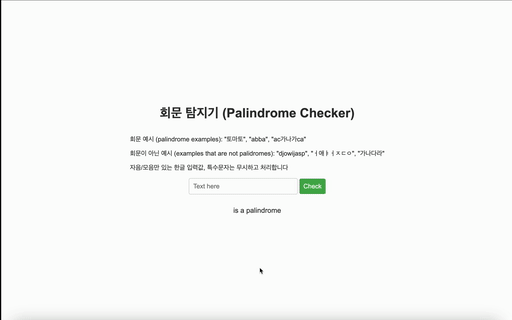 회문 탐지기 (Palindrome Checker)
회문 예시 (palindrome examples): "토마토", "abba", "ac가나가ca"
회문이 아닌 예시 (examples that are not palidromes): "djowijasp", "ㅓ애ㅑㅕㅈㄷㅇ", "가나다라"
자음/모음만 있는 한글 입력값, 특수문자는 무시하고 처리합니다
Text here
Check
is a palindrome